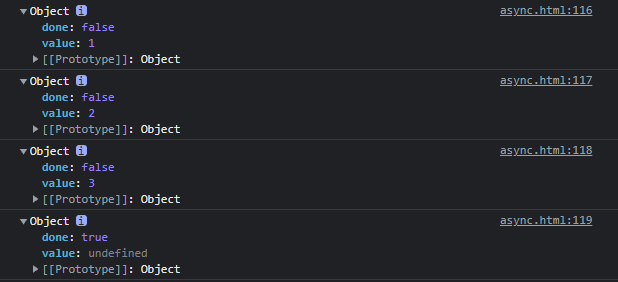 ▼Object i async.html:116
done: false
value: 1
▶[[Prototype]]: Object
▼Object i async.html:117
done: false
value: 2
▶[[Prototype]]: Object
▼Object i async.html:118
done: false
value: 3
▶[[Prototype]]: Object
▼Object i async.html:119
done: true
value: undefined
▶[[Prototype]]: Object